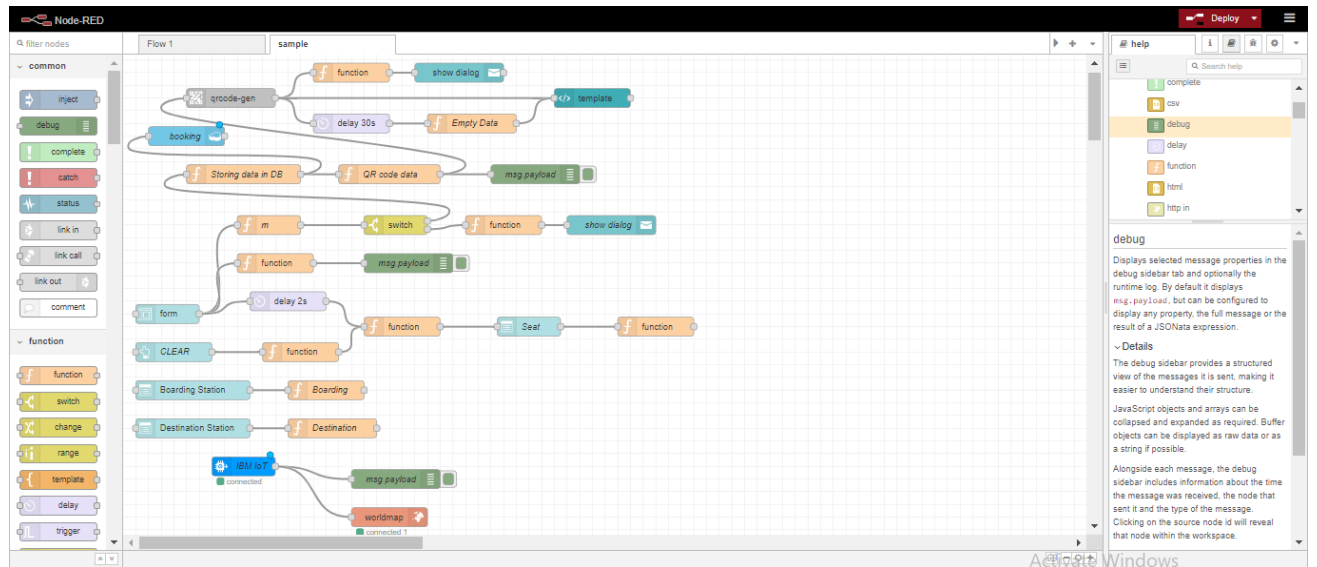 Node-RED
Deploy
filter nodes
Flow 1
sample
help
i
Search help
common
inject
debug
complete
catch
status
link in
link call
link out
comment
function
function
switch
change
range
template
delay
trigger
function
show dialog
qrcode-gen
template
delay 30s
Empty Data
booking
Storing data in DB
QR code data
msg.payload
m
switch
function
show dialog
function
msg.payload
delay 2s
form
function
Seat
function
CLEAR
function
Boarding Station
Boarding
Destination Station
Destination
IBM IoT
connected
msg.payload
worldmap
connected 1
complete
csv
debug
delay
function
html
http in
debug
Displays selected message properties in the
debug sidebar tab and optionally the
runtime log. By default it displays
msg.payload, but can be configured to
display any property, the full message or the
result of a JSONata expression.
Details
The debug sidebar provides a structured
view of the messages it is sent, making it
easier to understand their structure.
JavaScript objects and arrays can be
collapsed and expanded as required. Buffer
objects can be displayed as raw data or as
a string if possible.
Alongside each message, the debug
sidebar includes information about the time
the message was received, the node that
sent it and the type of the message.
Clicking on the source node id will reveal
that node within the workspace.
Activate Windows